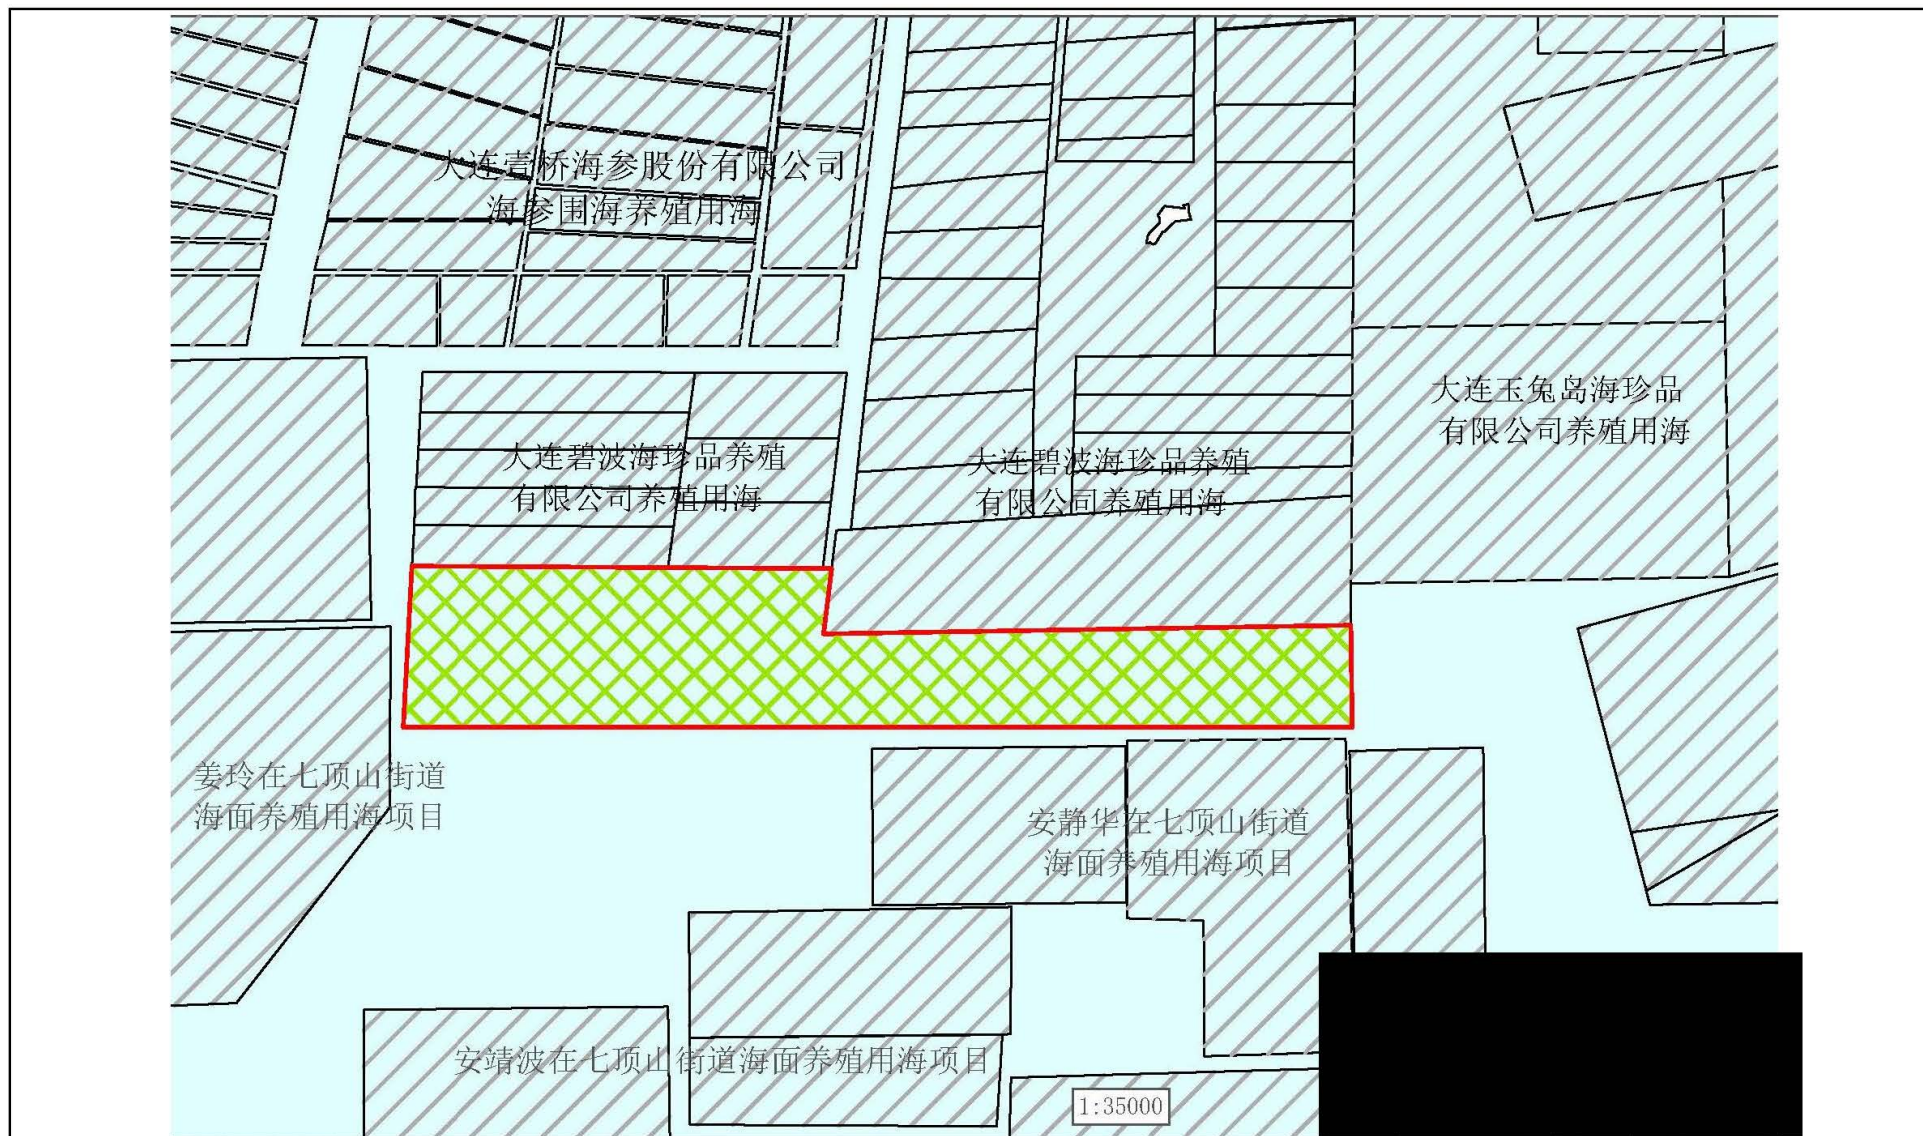 大连壹桥海参股份有限公司
海参围海养殖用海
大连玉兔岛海珍品
有限公司养殖用海
大连碧波海珍品养殖
有限公司养殖用海
大连碧波海珍品养殖
有限公司养殖用海
姜玲在七顶山街道
海面养殖用海项目
安静华在七顶山街道
海面养殖用海项目
安靖波在七顶山街道海面养殖用海项目
1:35000